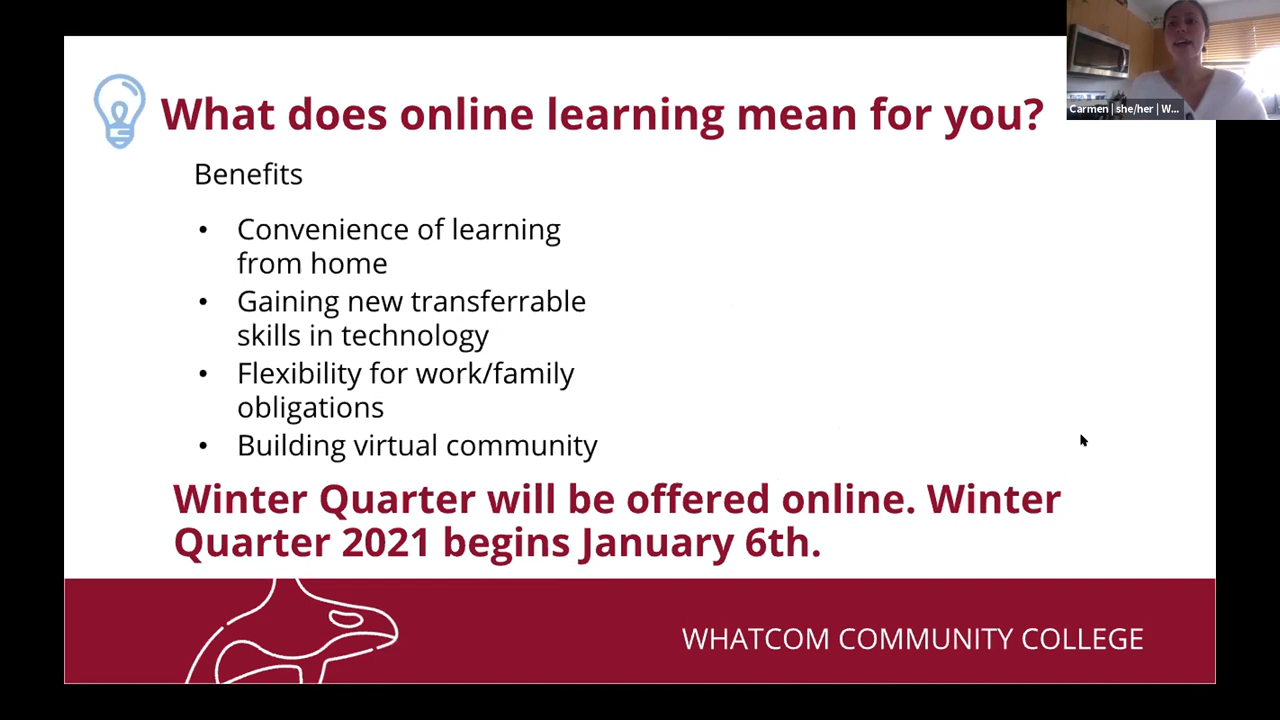 What does online learning mean for you?
Carmen | she/her | W...
Benefits
• Convenience of learning
from home
• Gaining new transferrable
skills in technology
• Flexibility for work/family
obligations
• Building virtual community
Winter Quarter will be offered online. Winter
Quarter 2021 begins January 6th.
WHATCOM COMMUNITY COLLEGE